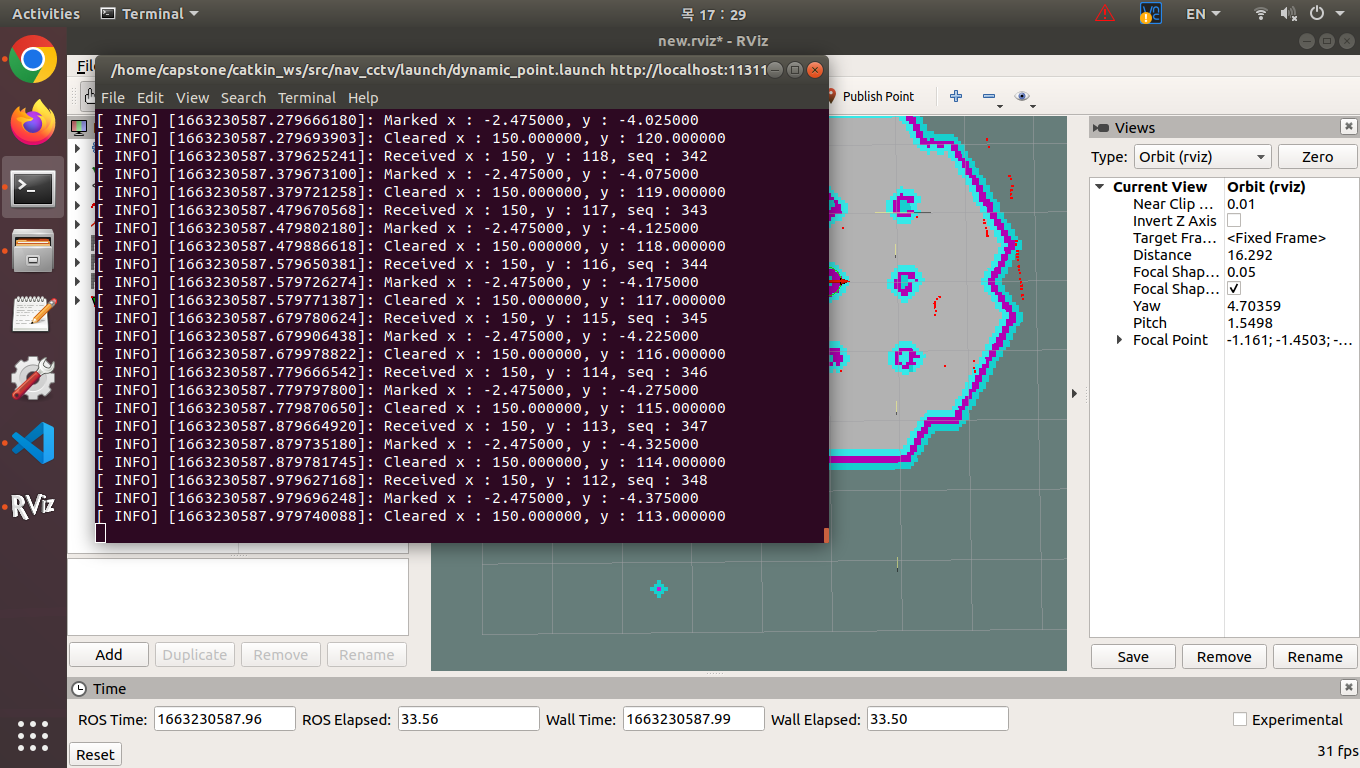 Activities Terminal 목 17 : 29 EN
new.rviz* - RViz
/home/capstone/catkin_ws/src/nav_cctv/launch/dynamic_point.launch http://localhost:11311
File Edit View Search Terminal Help
Publish Point
[ INFO] [1663230587.279666180]: Marked x : -2.475000, y : -4.025000
[ INFO] [1663230587.279693903]: Cleared x : 150.000000, y : 120.000000
[ INFO] [1663230587.379625241]: Received x : 150, y : 118, seq : 342
[ INFO] [1663230587.379673100]: Marked x : -2.475000, y : -4.075000
[ INFO] [1663230587.379721258]: Cleared x : 150.000000, y : 119.000000
[ INFO] [1663230587.479670568]: Received x : 150, y : 117, seq : 343
[ INFO] [1663230587.479802180]: Marked x : -2.475000, y : -4.125000
[ INFO] [1663230587.479886618]: Cleared x : 150.000000, y : 118.000000
[ INFO] [1663230587.579650381]: Received x : 150, y : 116, seq : 344
[ INFO] [1663230587.579726274]: Marked x : -2.475000, y : -4.175000
[ INFO] [1663230587.579771387]: Cleared x : 150.000000, y : 117.000000
[ INFO] [1663230587.679780624]: Received x : 150, y : 115, seq : 345
[ INFO] [1663230587.679906438]: Marked x : -2.475000, y : -4.225000
[ INFO] [1663230587.679978822]: Cleared x : 150.000000, y : 116.000000
[ INFO] [1663230587.779666542]: Received x : 150, y : 114, seq : 346
[ INFO] [1663230587.779797800]: Marked x : -2.475000, y : -4.275000
[ INFO] [1663230587.779870650]: Cleared x : 150.000000, y : 115.000000
[ INFO] [1663230587.879664920]: Received x : 150, y : 113, seq : 347
[ INFO] [1663230587.879735180]: Marked x : -2.475000, y : -4.325000
[ INFO] [1663230587.879781745]: Cleared x : 150.000000, y : 114.000000
[ INFO] [1663230587.979627168]: Received x : 150, y : 112, seq : 348
[ INFO] [1663230587.979696248]: Marked x : -2.475000, y : -4.375000
[ INFO] [1663230587.979740088]: Cleared x : 150.000000, y : 113.000000
Views
Type: Orbit (rviz) Zero
Current View Orbit (rviz)
Near Clip ... 0.01
Invert Z Axis
Target Fra... <Fixed Frame>
Distance 16.292
Focal Shap... 0.05
Focal Shap...
Yaw 4.70359
Pitch 1.5498
Focal Point -1.161; -1.4503; -...
Save Remove Rename
RViz
Add Duplicate Remove Rename
Time
ROS Time: 1663230587.96 ROS Elapsed: 33.56 Wall Time: 1663230587.99 Wall Elapsed: 33.50 Experimental
Reset 31 fps